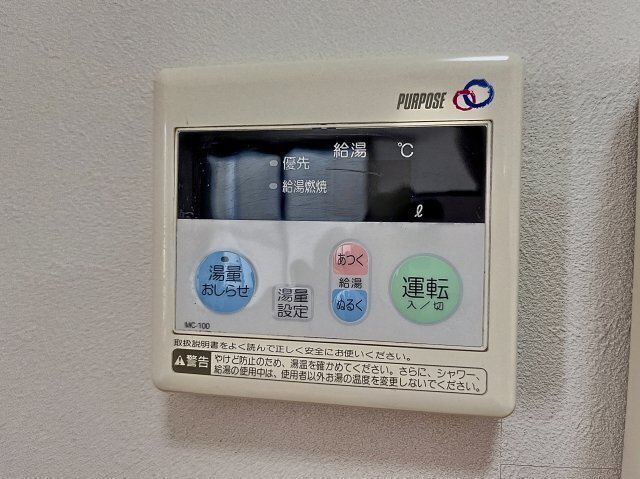 PURPOSE
給湯 ℃
優先
給湯燃焼
ℓ
湯量
おしらせ
湯量
設定
あつく
給湯
ぬるく
運転
入/切
MC-100
取扱説明書をよく読んで正しく安全にお使いください。
警告 やけど防止のため、湯温を確かめてください。さらに、シャワー、
給湯の使用中は、使用者以外お湯の温度を変更しないでください。